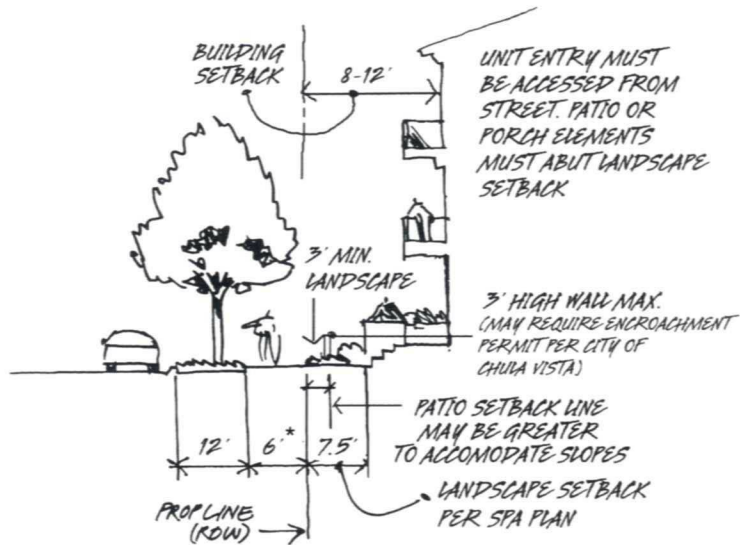 BUILDING
SETBACK
8-12'
UNIT ENTRY MUST
BE ACCESSED FROM
STREET. PATIO OR
PORCH ELEMENTS
MUST ABUT LANDSCAPE
SETBACK
3' MIN.
LANDSCAPE
3' HIGH WALL MAX.
(MAY REQUIRE ENCROACHMENT
PERMIT PER CITY OF
CHULA VISTA)
PATIO SETBACK LINE
MAY BE GREATER
TO ACCOMODATE SLOPES
12'
6'*
7.5'
LANDSCAPE SETBACK
PER SPA PLAN
PROP LINE
(ROW)